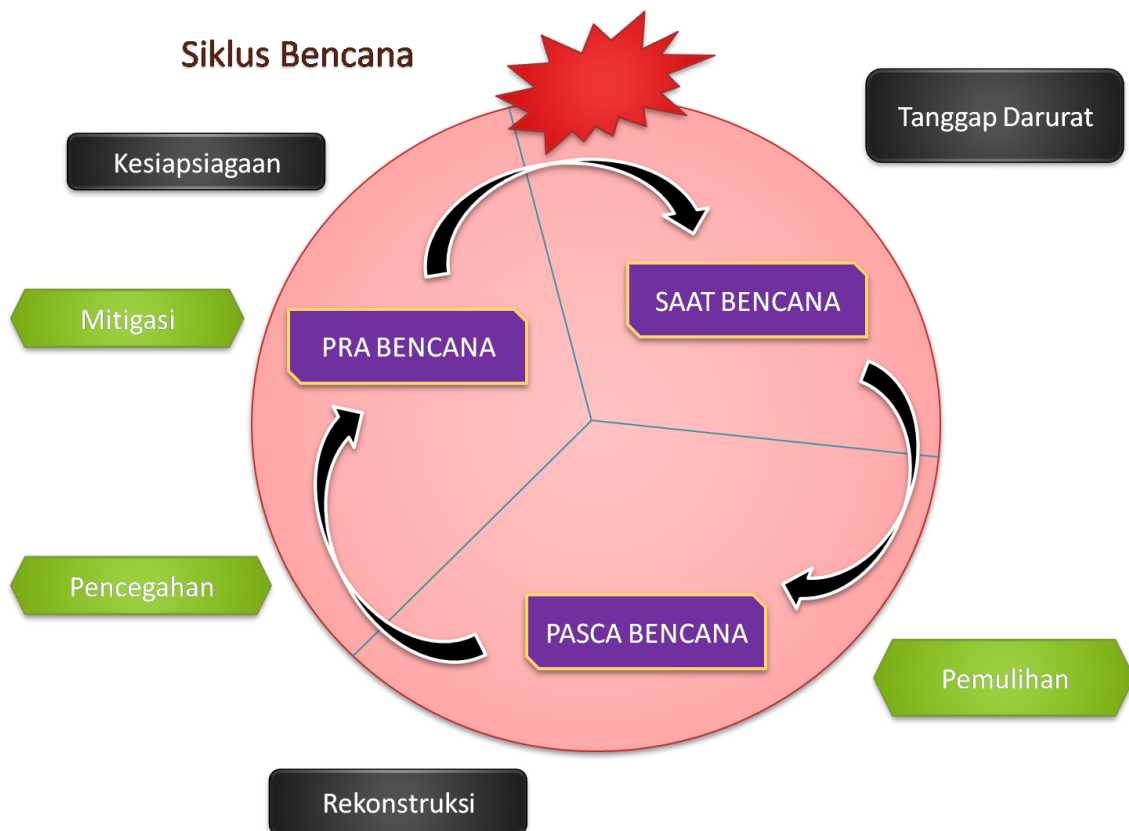 Siklus Bencana
Tanggap Darurat
Kesiapsiagaan
SAAT BENCANA
Mitigasi
PRA BENCANA
Pencegahan
PASCA BENCANA
Pemulihan
Rekonstruksi